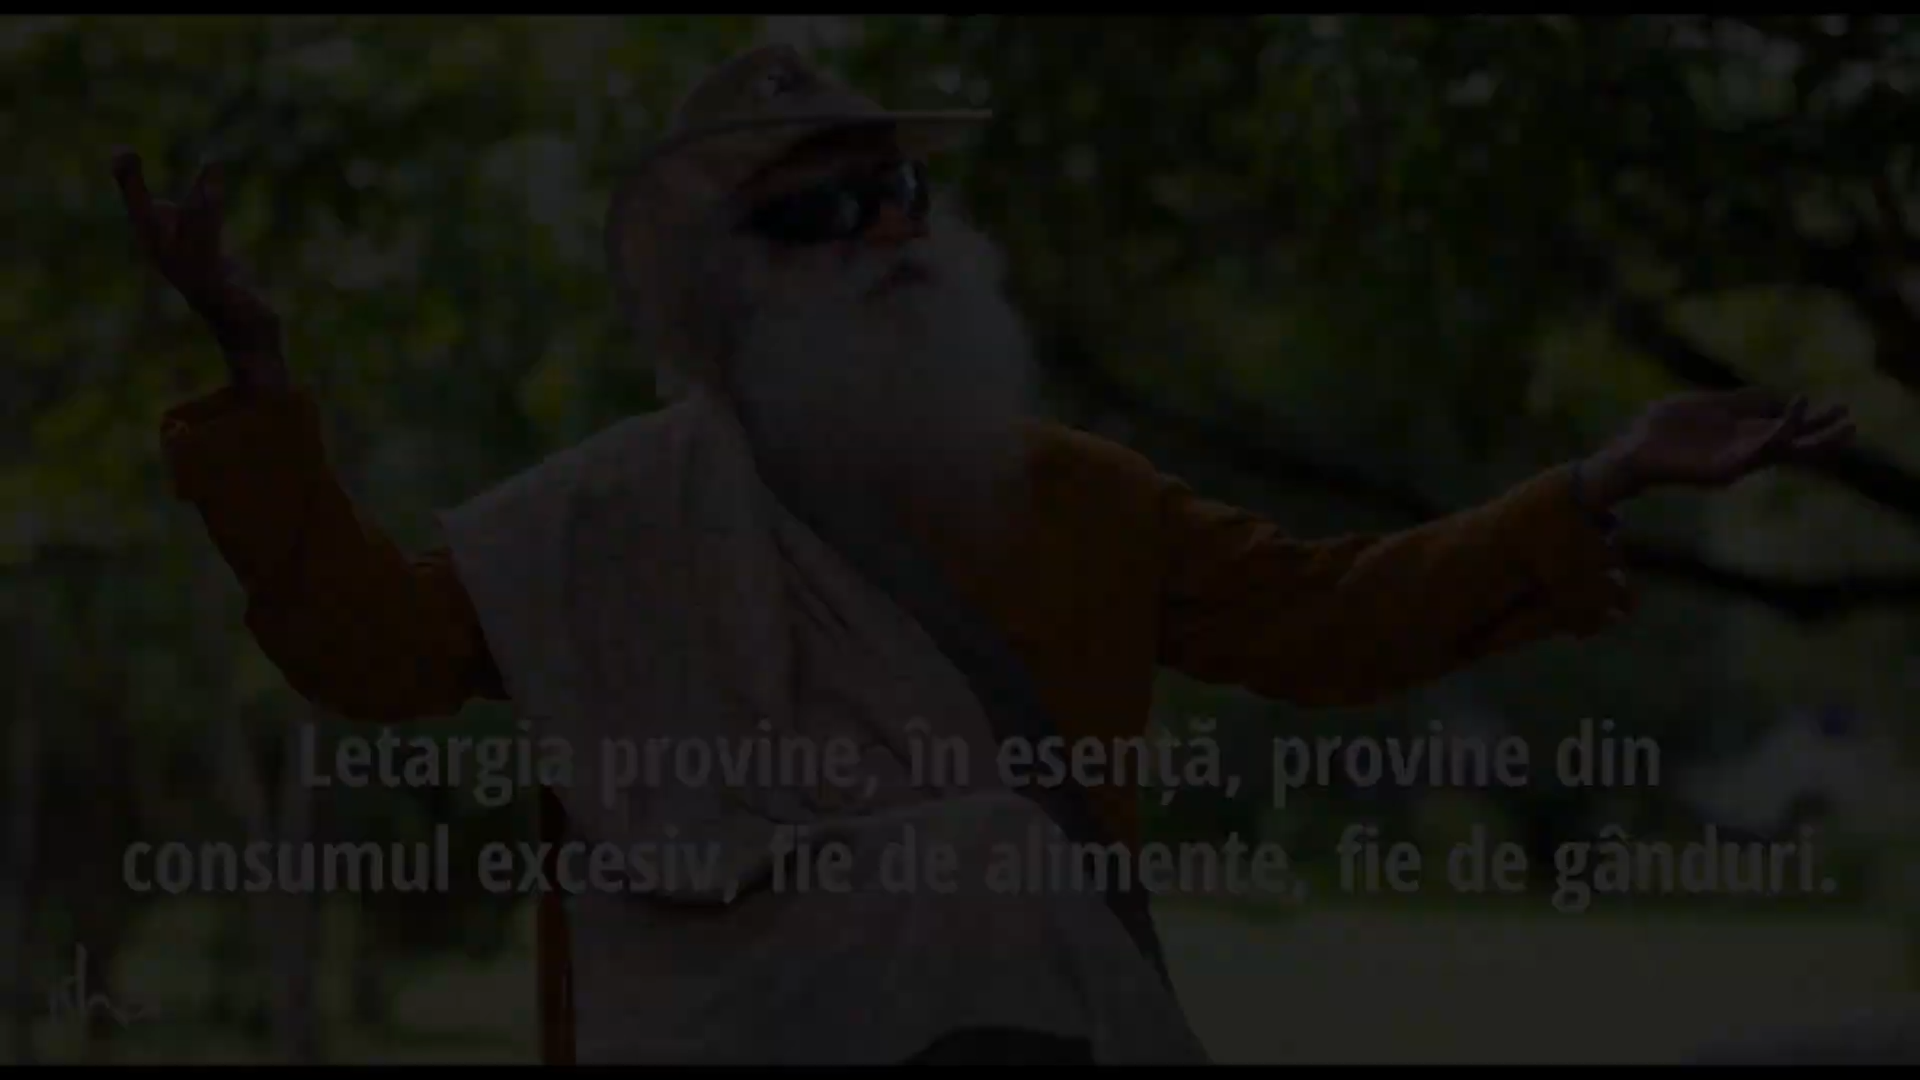 Letargia provine, în esență, provine din
consumul excesiv, fie de alimente, fie de gânduri.